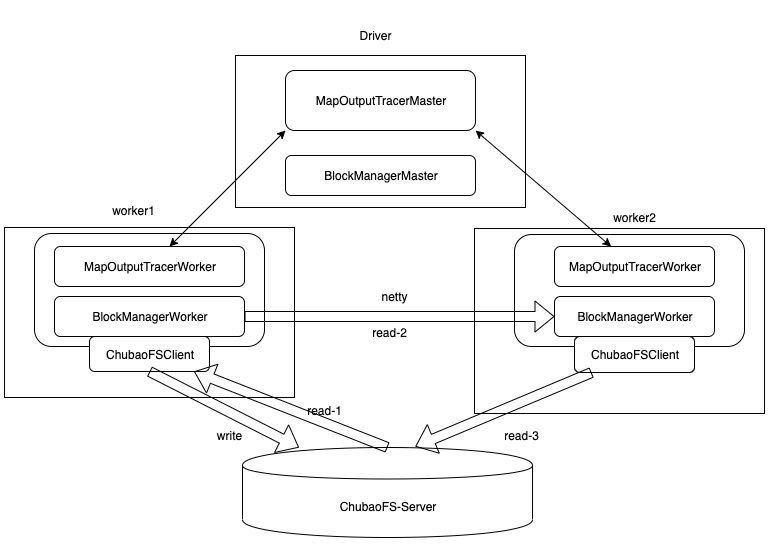 Driver
MapOutputTracerMaster
BlockManagerMaster
worker1
worker2
MapOutputTracerWorker
MapOutputTracerWorker
BlockManagerWorker
netty
BlockManagerWorker
read-2
ChubaoFSClient
ChubaoFSClient
read-1
write
read-3
ChubaoFS-Server